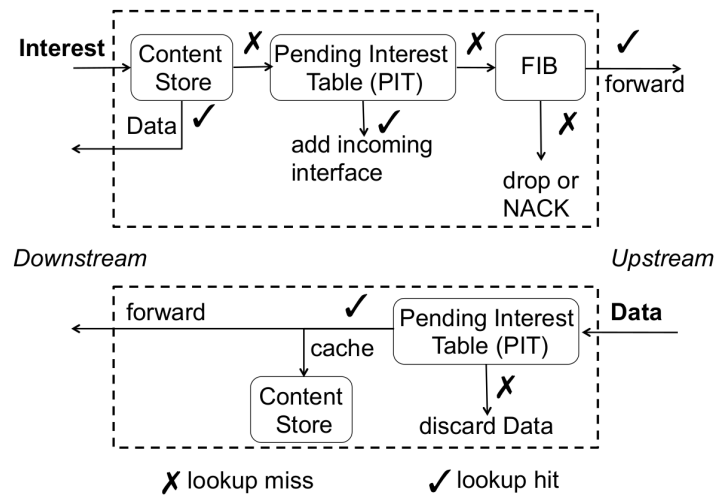 Interest
Content
Store
✗
Pending Interest
Table (PIT)
✗
FIB
✓
forward
Data
✓
✓
add incoming
interface
✗
drop or
NACK
Downstream
Upstream
forward
✓
cache
Pending Interest
Table (PIT)
Data
Content
Store
✗
discard Data
✗ lookup miss
✓ lookup hit